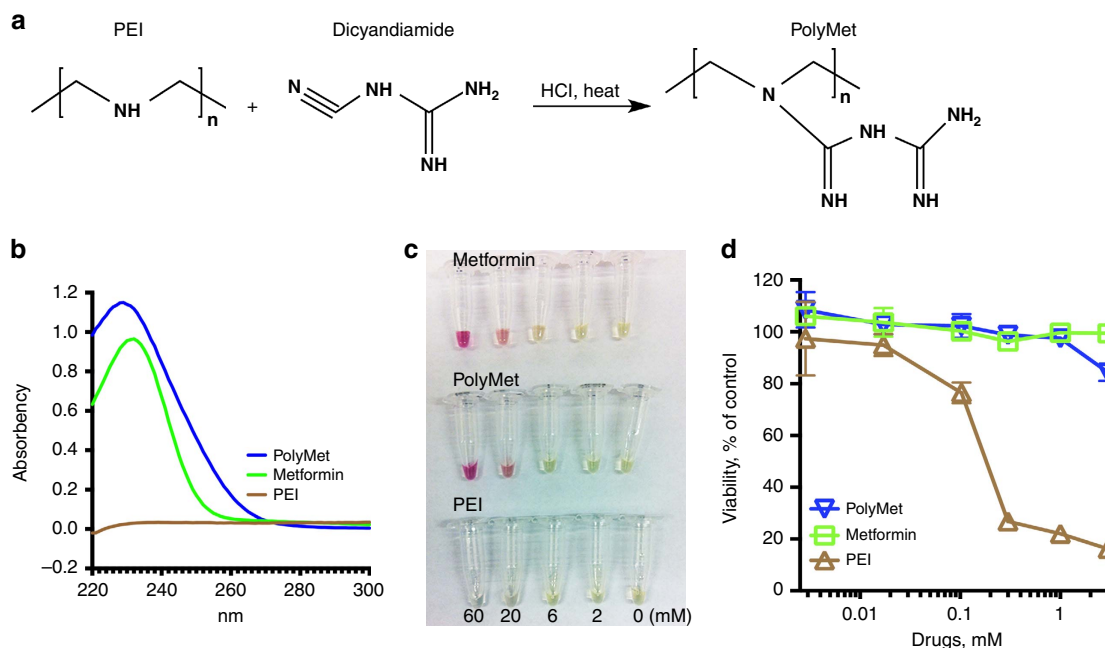 a
PEI
Dicyandiamide
PolyMet
NH
n
+
N
NH
NH2
NH
HCl, heat
N
n
NH
NH2
NH
NH
b
1.2
1.0
0.8
0.6
0.4
0.2
0.0
–0.2
Absorbency
220
240
260
280
300
nm
PolyMet
Metformin
PEI
c
Metformin
PolyMet
PEI
60 20 6 2 0 (mM)
d
120
100
80
60
40
20
0
Viability, % of control
PolyMet
Metformin
PEI
0.01
0.1
1
Drugs, mM